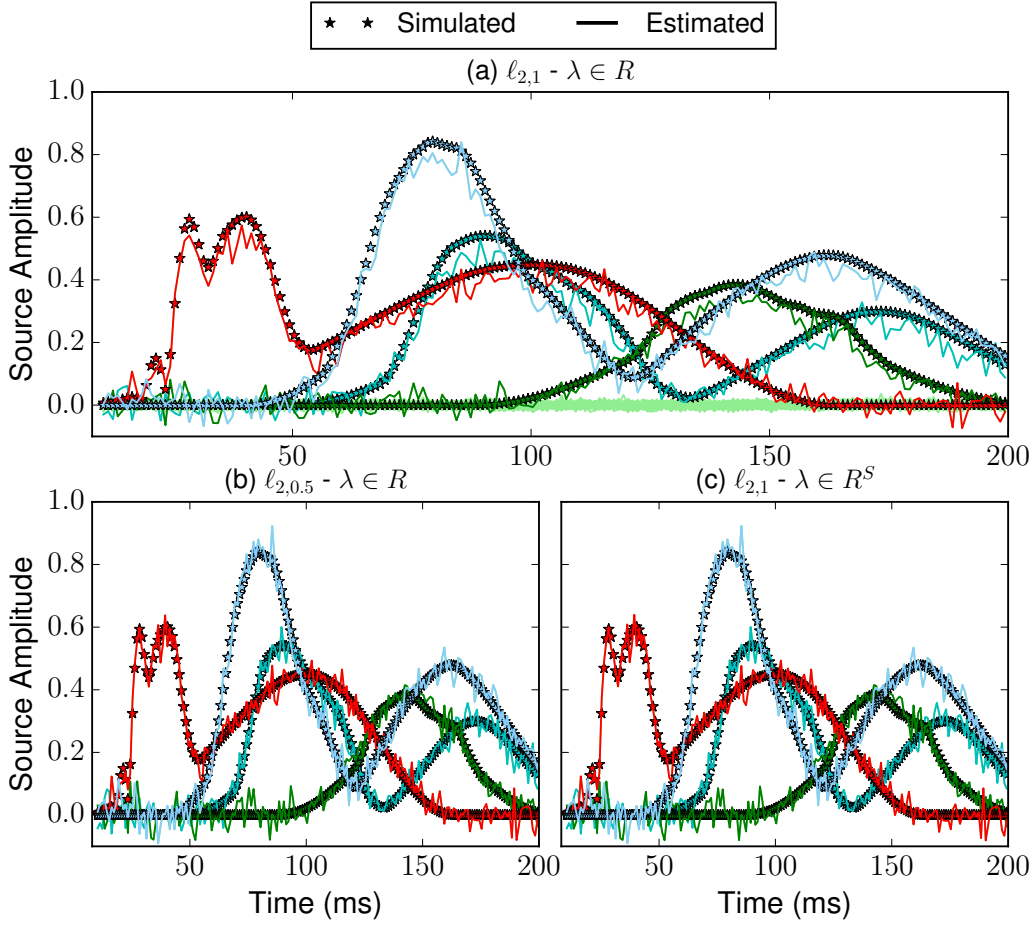 Simulated Estimated
(a) ℓ2,1 - λ ∈ R
1.0
0.8
0.6
0.4
0.2
0.0
Source Amplitude
50 100 150 200
(b) ℓ2,0.5 - λ ∈ R
(c) ℓ2,1 - λ ∈ R^S
1.0
0.8
0.6
0.4
0.2
0.0
Source Amplitude
50 100 150 200
50 100 150 200
Time (ms)
Time (ms)